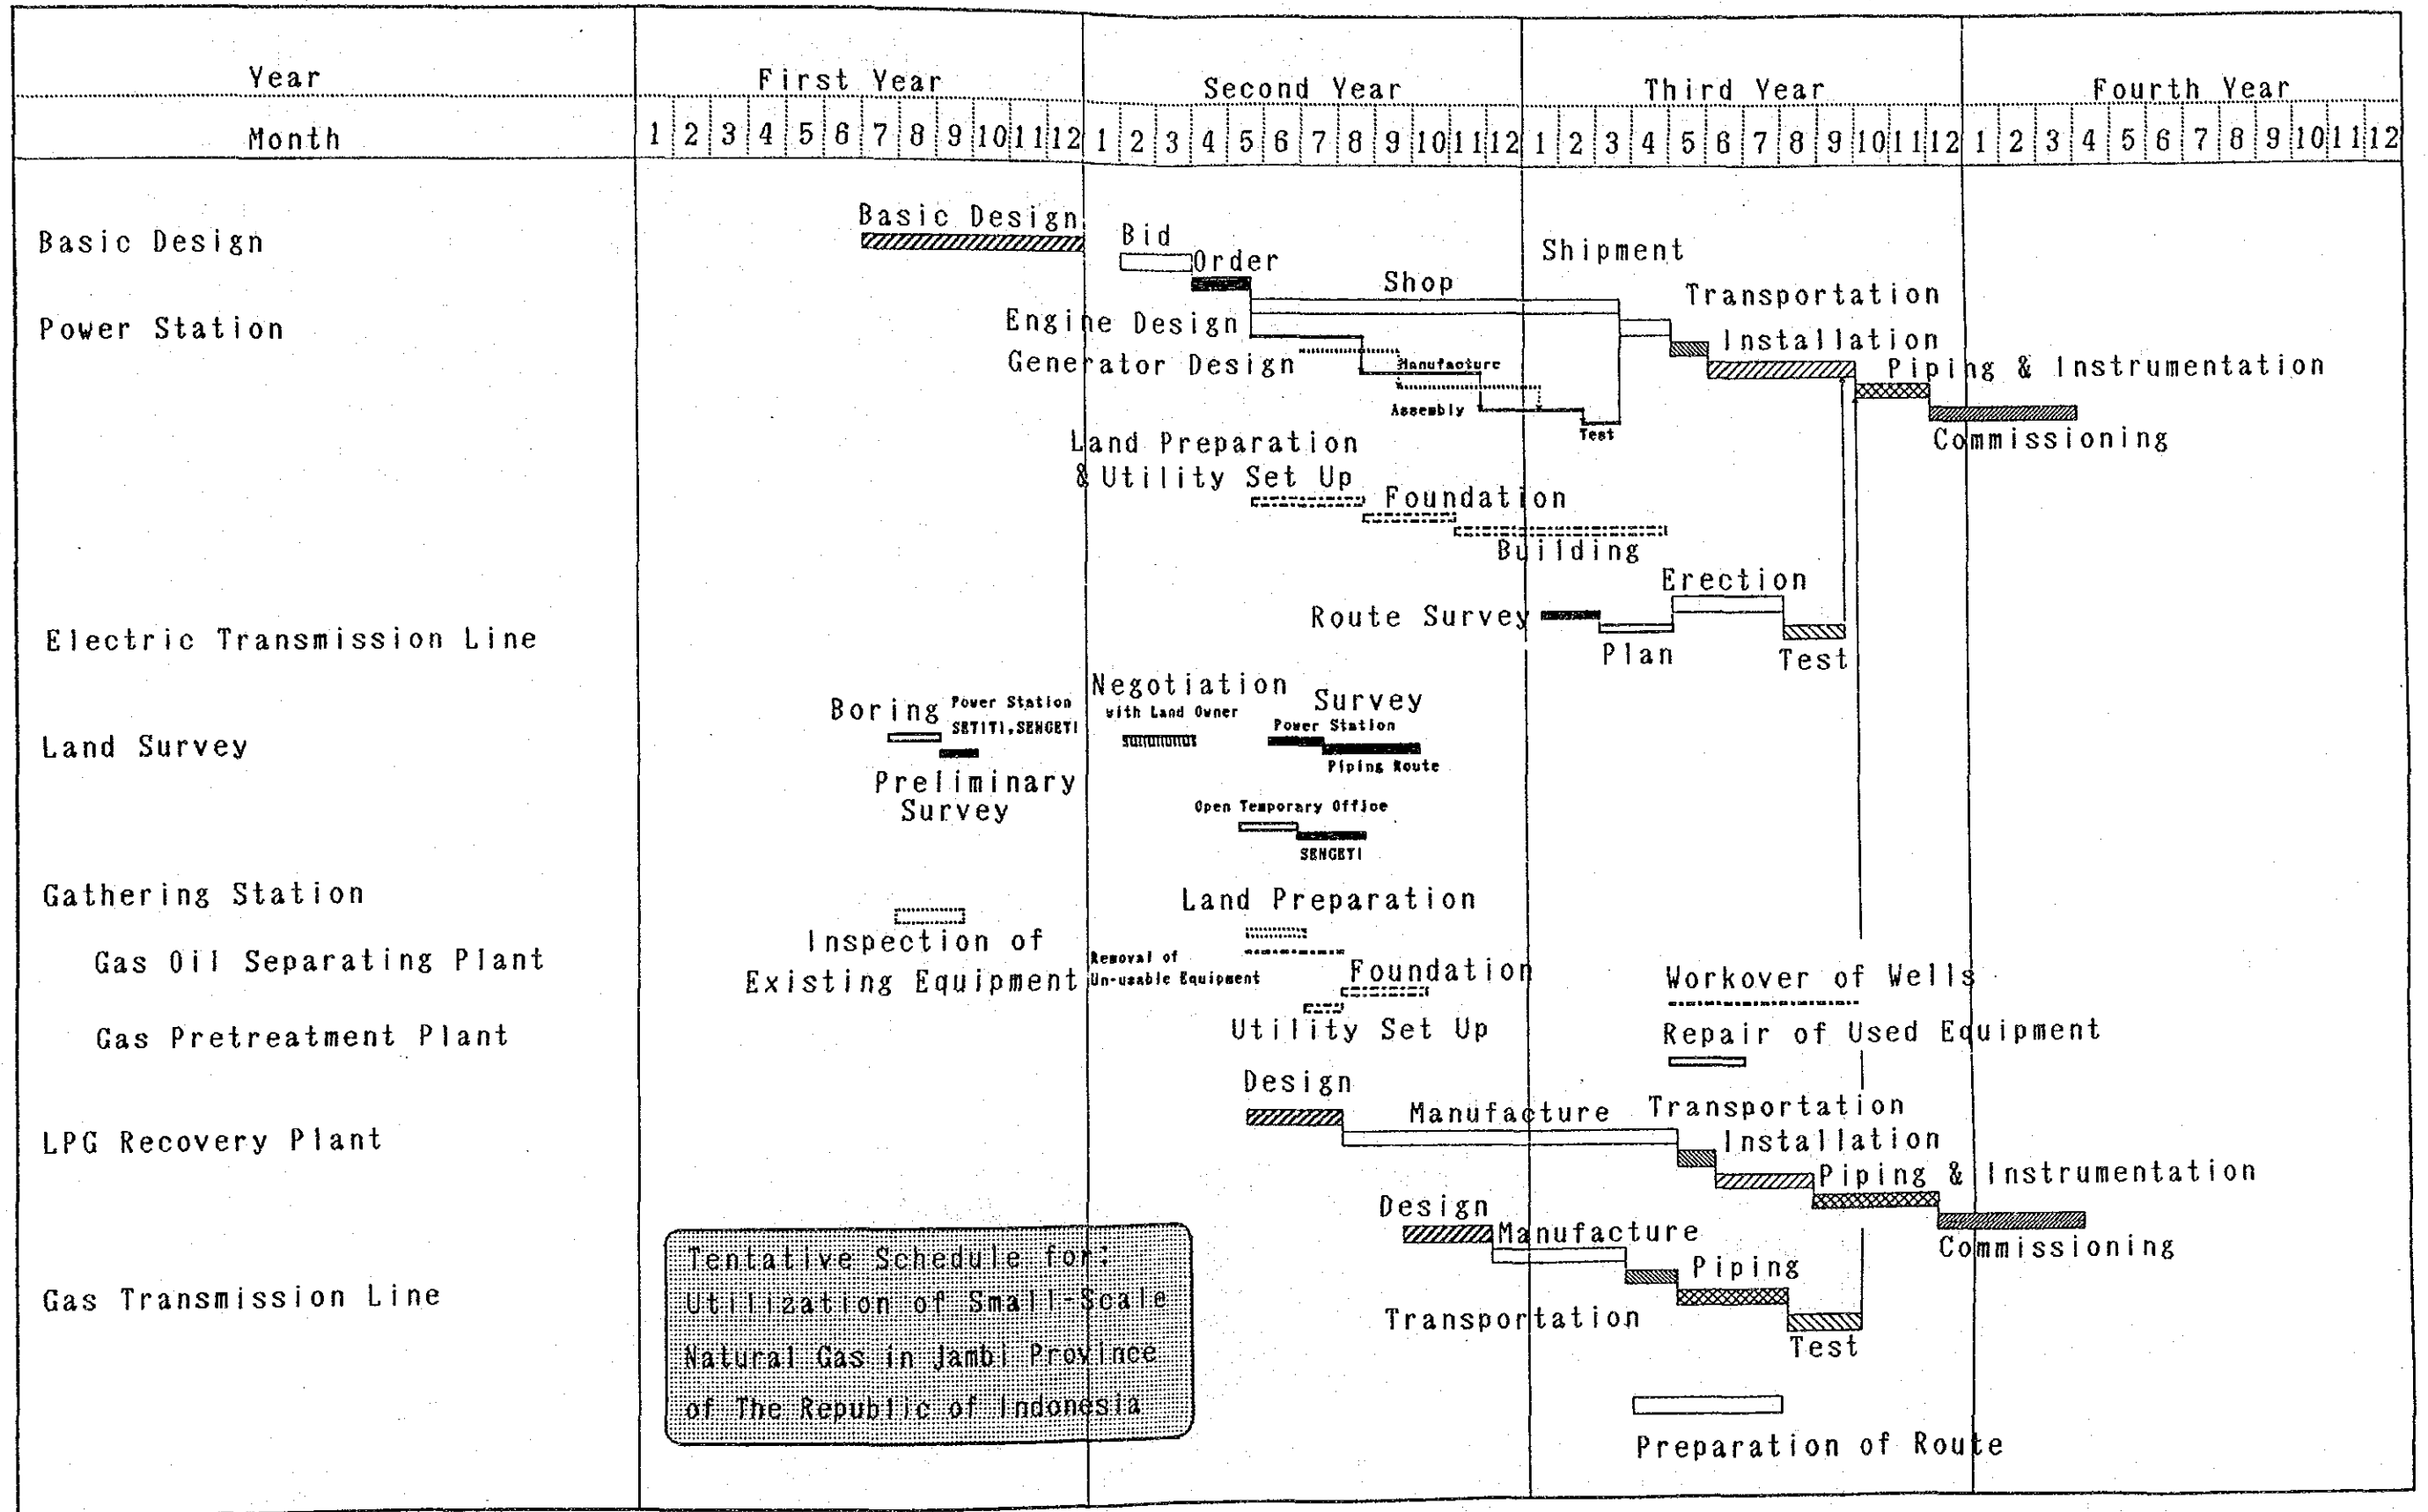 Year First Year Second Year Third Year Fourth Year
Month 1 2 3 4 5 6 7 8 9 10 11 12 1 2 3 4 5 6 7 8 9 10 11 12 1 2 3 4 5 6 7 8 9 10 11 12 1 2 3 4 5 6 7 8 9 10 11 12
Basic Design
Basic Design
Bid
Order
Shipment
Shop
Transportation
Power Station
Engine Design
Installation
Generator Design
Manufacture
Piping & Instrumentation
Assembly
Test
Commissioning
Land Preparation
& Utility Set Up
Foundation
Building
Erection
Route Survey
Electric Transmission Line
Plan
Test
Negotiation
with Land Owner
Boring
Power Station
SETITI,SENGETI
Survey
Power Station
Land Survey
Piping Route
Preliminary
Survey
Open Temporary Office
SENGETI
Gathering Station
Land Preparation
Inspection of
Existing Equipment
Gas Oil Separating Plant
Removal of
Un-usable Equipment
Foundation
Workover of Wells
Gas Pretreatment Plant
Utility Set Up
Repair of Used Equipment
Design
Manufacture
Transportation
LPG Recovery Plant
Installation
Piping & Instrumentation
Design
Manufacture
Commissioning
Tentative Schedule for:
Utilization of Small-Scale
Natural Gas in Jambi Province
of The Republic of Indonesia
Gas Transmission Line
Piping
Transportation
Test
Preparation of Route